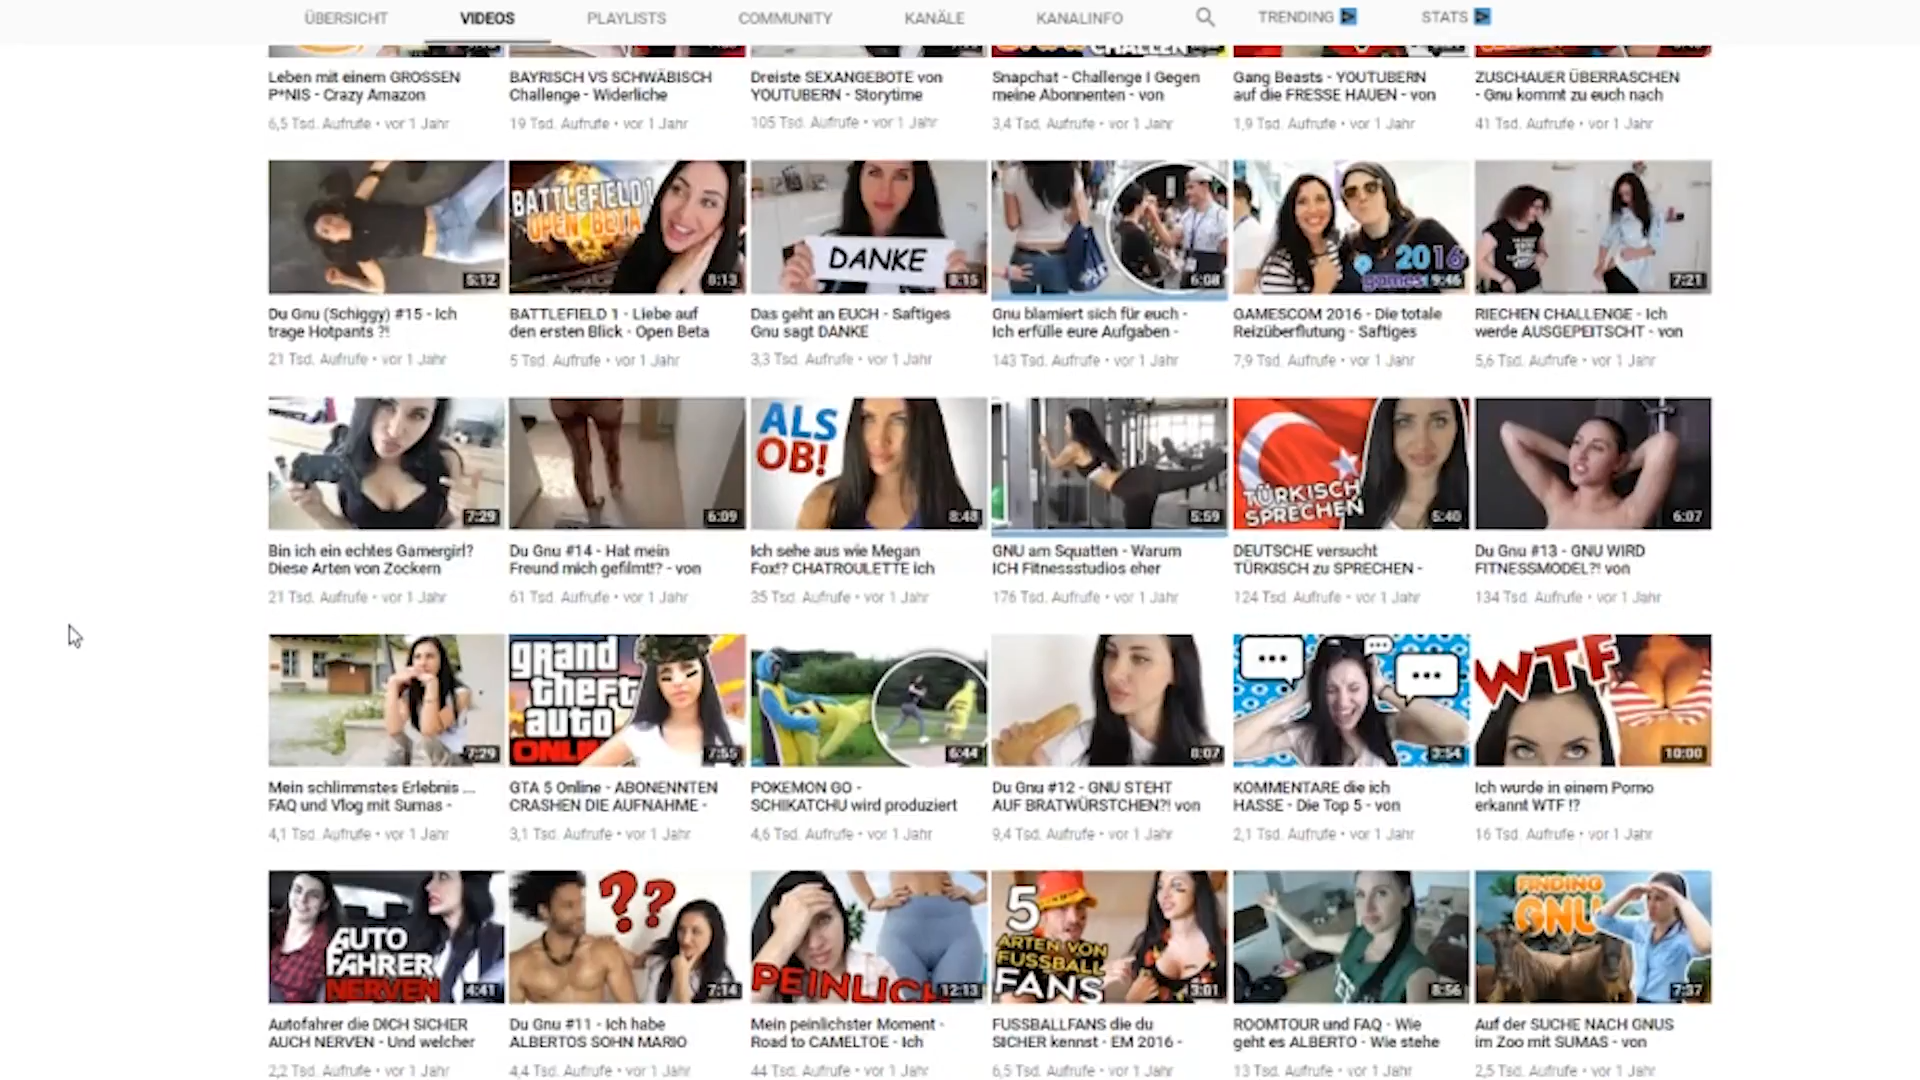 ÜBERSICHT VIDEOS PLAYLISTS COMMUNITY KANÄLE KANALINFO TRENDING STATS
Leben mit einem GROSSEN
P*NIS - Crazy Amazon
6,5 Tsd. Aufrufe • vor 1 Jahr
BAYRISCH VS SCHWÄBISCH
Challenge - Widerliche
19 Tsd. Aufrufe • vor 1 Jahr
Dreiste SEXANGEBOTE von
YOUTUBERN - Storytime
105 Tsd. Aufrufe • vor 1 Jahr
CHALLEN
Snapchat - Challenge I Gegen
meine Abonnenten - von
3,4 Tsd. Aufrufe • vor 1 Jahr
Gang Beasts - YOUTUBERN
auf die FRESSE HAUEN - von
1,9 Tsd. Aufrufe • vor 1 Jahr
ZUSCHAUER ÜBERRASCHEN
- Gnu kommt zu euch nach
41 Tsd. Aufrufe • vor 1 Jahr
5:12
Du Gnu (Schiggy) #15 - Ich
trage Hotpants ?!
21 Tsd. Aufrufe • vor 1 Jahr
BATTLEFIELD 1
OPEN BETA
8:13
BATTLEFIELD 1 - Liebe auf
den ersten Blick - Open Beta
5 Tsd. Aufrufe • vor 1 Jahr
DANKE
8:15
Das geht an EUCH - Saftiges
Gnu sagt DANKE
3,3 Tsd. Aufrufe • vor 1 Jahr
6:08
Gnu blamiert sich für euch -
Ich erfülle eure Aufgaben -
143 Tsd. Aufrufe • vor 1 Jahr
2016
games
9:46
GAMESCOM 2016 - Die totale
Reizüberflutung - Saftiges
7,9 Tsd. Aufrufe • vor 1 Jahr
7:21
RIECHEN CHALLENGE - Ich
werde AUSGEPEITSCHT - von
5,6 Tsd. Aufrufe • vor 1 Jahr
7:29
Bin ich ein echtes Gamergirl?
Diese Arten von Zockern
21 Tsd. Aufrufe • vor 1 Jahr
6:09
Du Gnu #14 - Hat mein
Freund mich gefilmt!? - von
61 Tsd. Aufrufe • vor 1 Jahr
ALS
OB!
8:48
Ich sehe aus wie Megan
Fox!? CHATROULETTE ich
35 Tsd. Aufrufe • vor 1 Jahr
5:59
GNU am Squatten - Warum
ICH Fitnessstudios eher
176 Tsd. Aufrufe • vor 1 Jahr
TÜRKISCH
SPRECHEN
5:40
DEUTSCHE versucht
TÜRKISCH zu SPRECHEN -
124 Tsd. Aufrufe • vor 1 Jahr
6:07
Du Gnu #13 - GNU WIRD
FITNESSMODEL?! von
134 Tsd. Aufrufe • vor 1 Jahr
7:29
Mein schlimmstes Erlebnis ...
FAQ und Vlog mit Sumas -
4,1 Tsd. Aufrufe • vor 1 Jahr
grand
theft
auto
ONLI
7:55
GTA 5 Online - ABONENNTEN
CRASHEN DIE AUFNAHME -
3,1 Tsd. Aufrufe • vor 1 Jahr
6:44
POKEMON GO -
SCHIKATCHU wird produziert
4,6 Tsd. Aufrufe • vor 1 Jahr
8:07
Du Gnu #12 - GNU STEHT
AUF BRATWÜRSTCHEN?! von
9,4 Tsd. Aufrufe • vor 1 Jahr
3:54
KOMMENTARE die ich
HASSE - Die Top 5 - von
2,1 Tsd. Aufrufe • vor 1 Jahr
WTF
10:00
Ich wurde in einem Porno
erkannt WTF !?
16 Tsd. Aufrufe • vor 1 Jahr
AUTO
FAHRER
NERVEN
4:41
Autofahrer die DICH SICHER
AUCH NERVEN - Und welcher
2,2 Tsd. Aufrufe • vor 1 Jahr
??
7:14
Du Gnu #11 - Ich habe
ALBERTOS SOHN MARIO
4,4 Tsd. Aufrufe • vor 1 Jahr
PEINLICH
12:13
Mein peinlichster Moment -
Road to CAMELTOE - Ich
44 Tsd. Aufrufe • vor 1 Jahr
5
ARTEN VON
FUSSBALL
FANS
3:01
FUSSBALLFANS die du
SICHER kennst - EM 2016 -
6,5 Tsd. Aufrufe • vor 1 Jahr
8:56
ROOMTOUR und FAQ - Wie
geht es ALBERTO - Wie stehe
13 Tsd. Aufrufe • vor 1 Jahr
FINDING
GNU
7:37
Auf der SUCHE NACH GNUS
im Zoo mit SUMAS - von
2,5 Tsd. Aufrufe • vor 1 Jahr